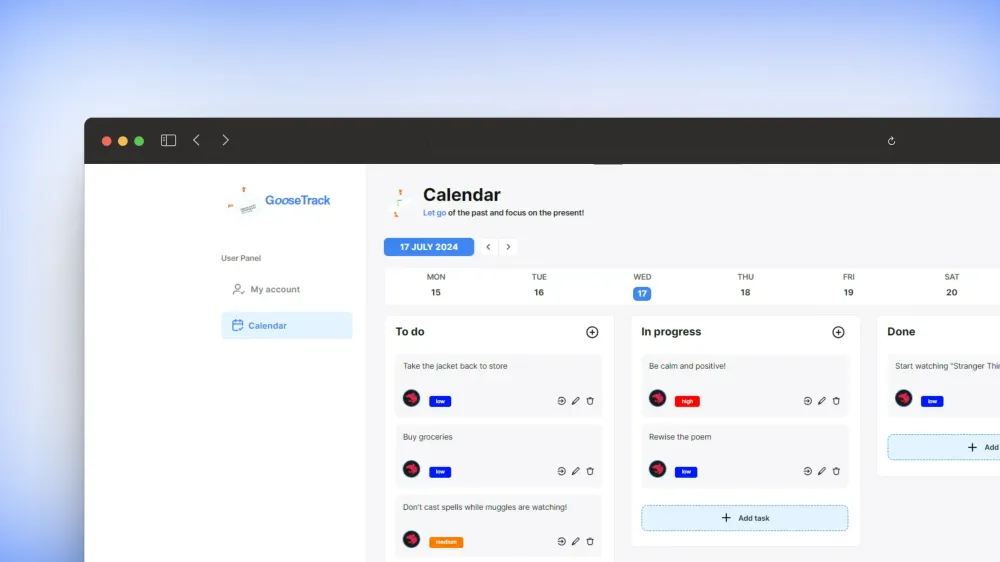 GooseTrack
User Panel
My account
Calendar
Calendar
Let go of the past and focus on the present!
17 JULY 2024
MON TUE WED THU FRI SAT
15 16 17 18 19 20
To do
Take the jacket back to store
low
Buy groceries
low
Don't cast spells while muggles are watching!
medium
In progress
Be calm and positive!
high
Rewise the poem
low
Add task
Done
Start watching "Stranger Thin
low
Add